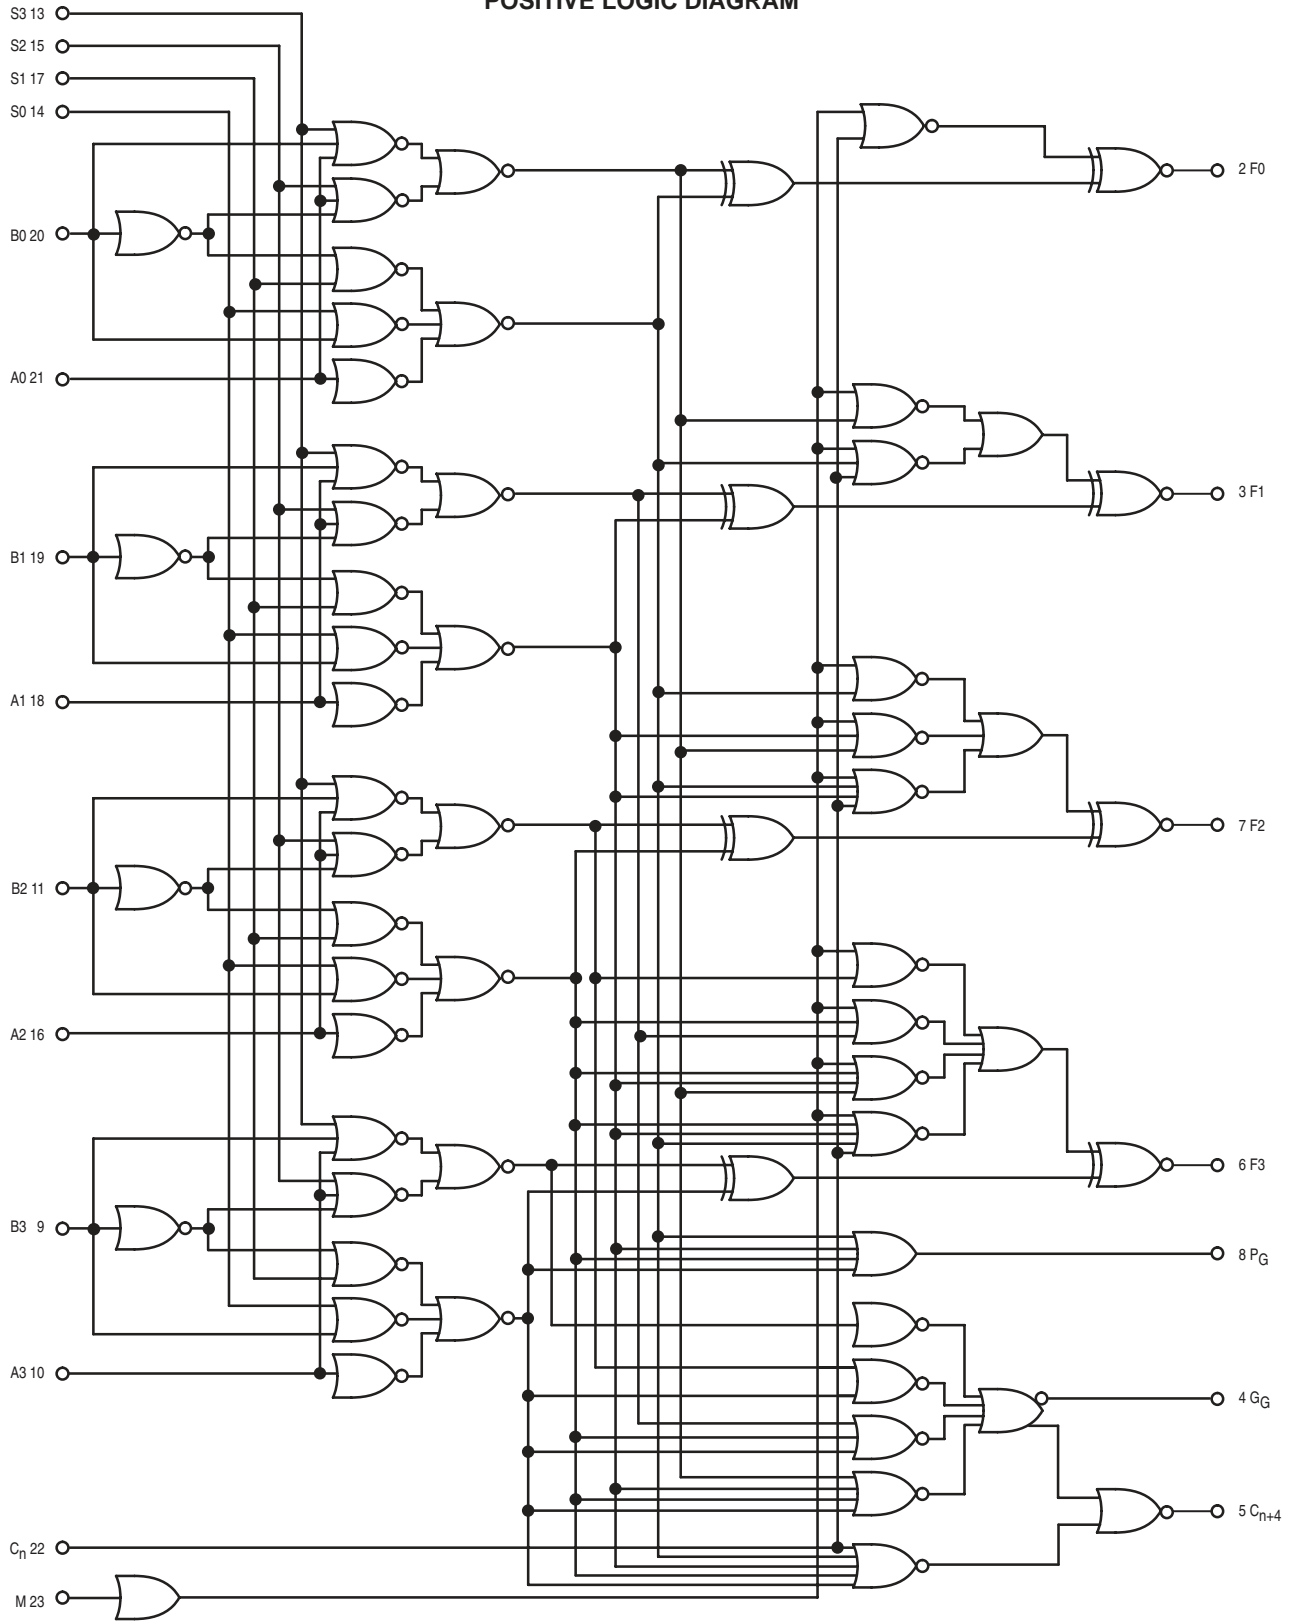 POSITIVE LOGIC DIAGRAM
S3 13
S2 15
S1 17
S0 14
2 F0
B0 20
A0 21
3 F1
B1 19
A1 18
7 F2
B2 11
A2 16
6 F3
B3 9
8 PG
A3 10
4 GG
5 Cn+4
Cn 22
M 23